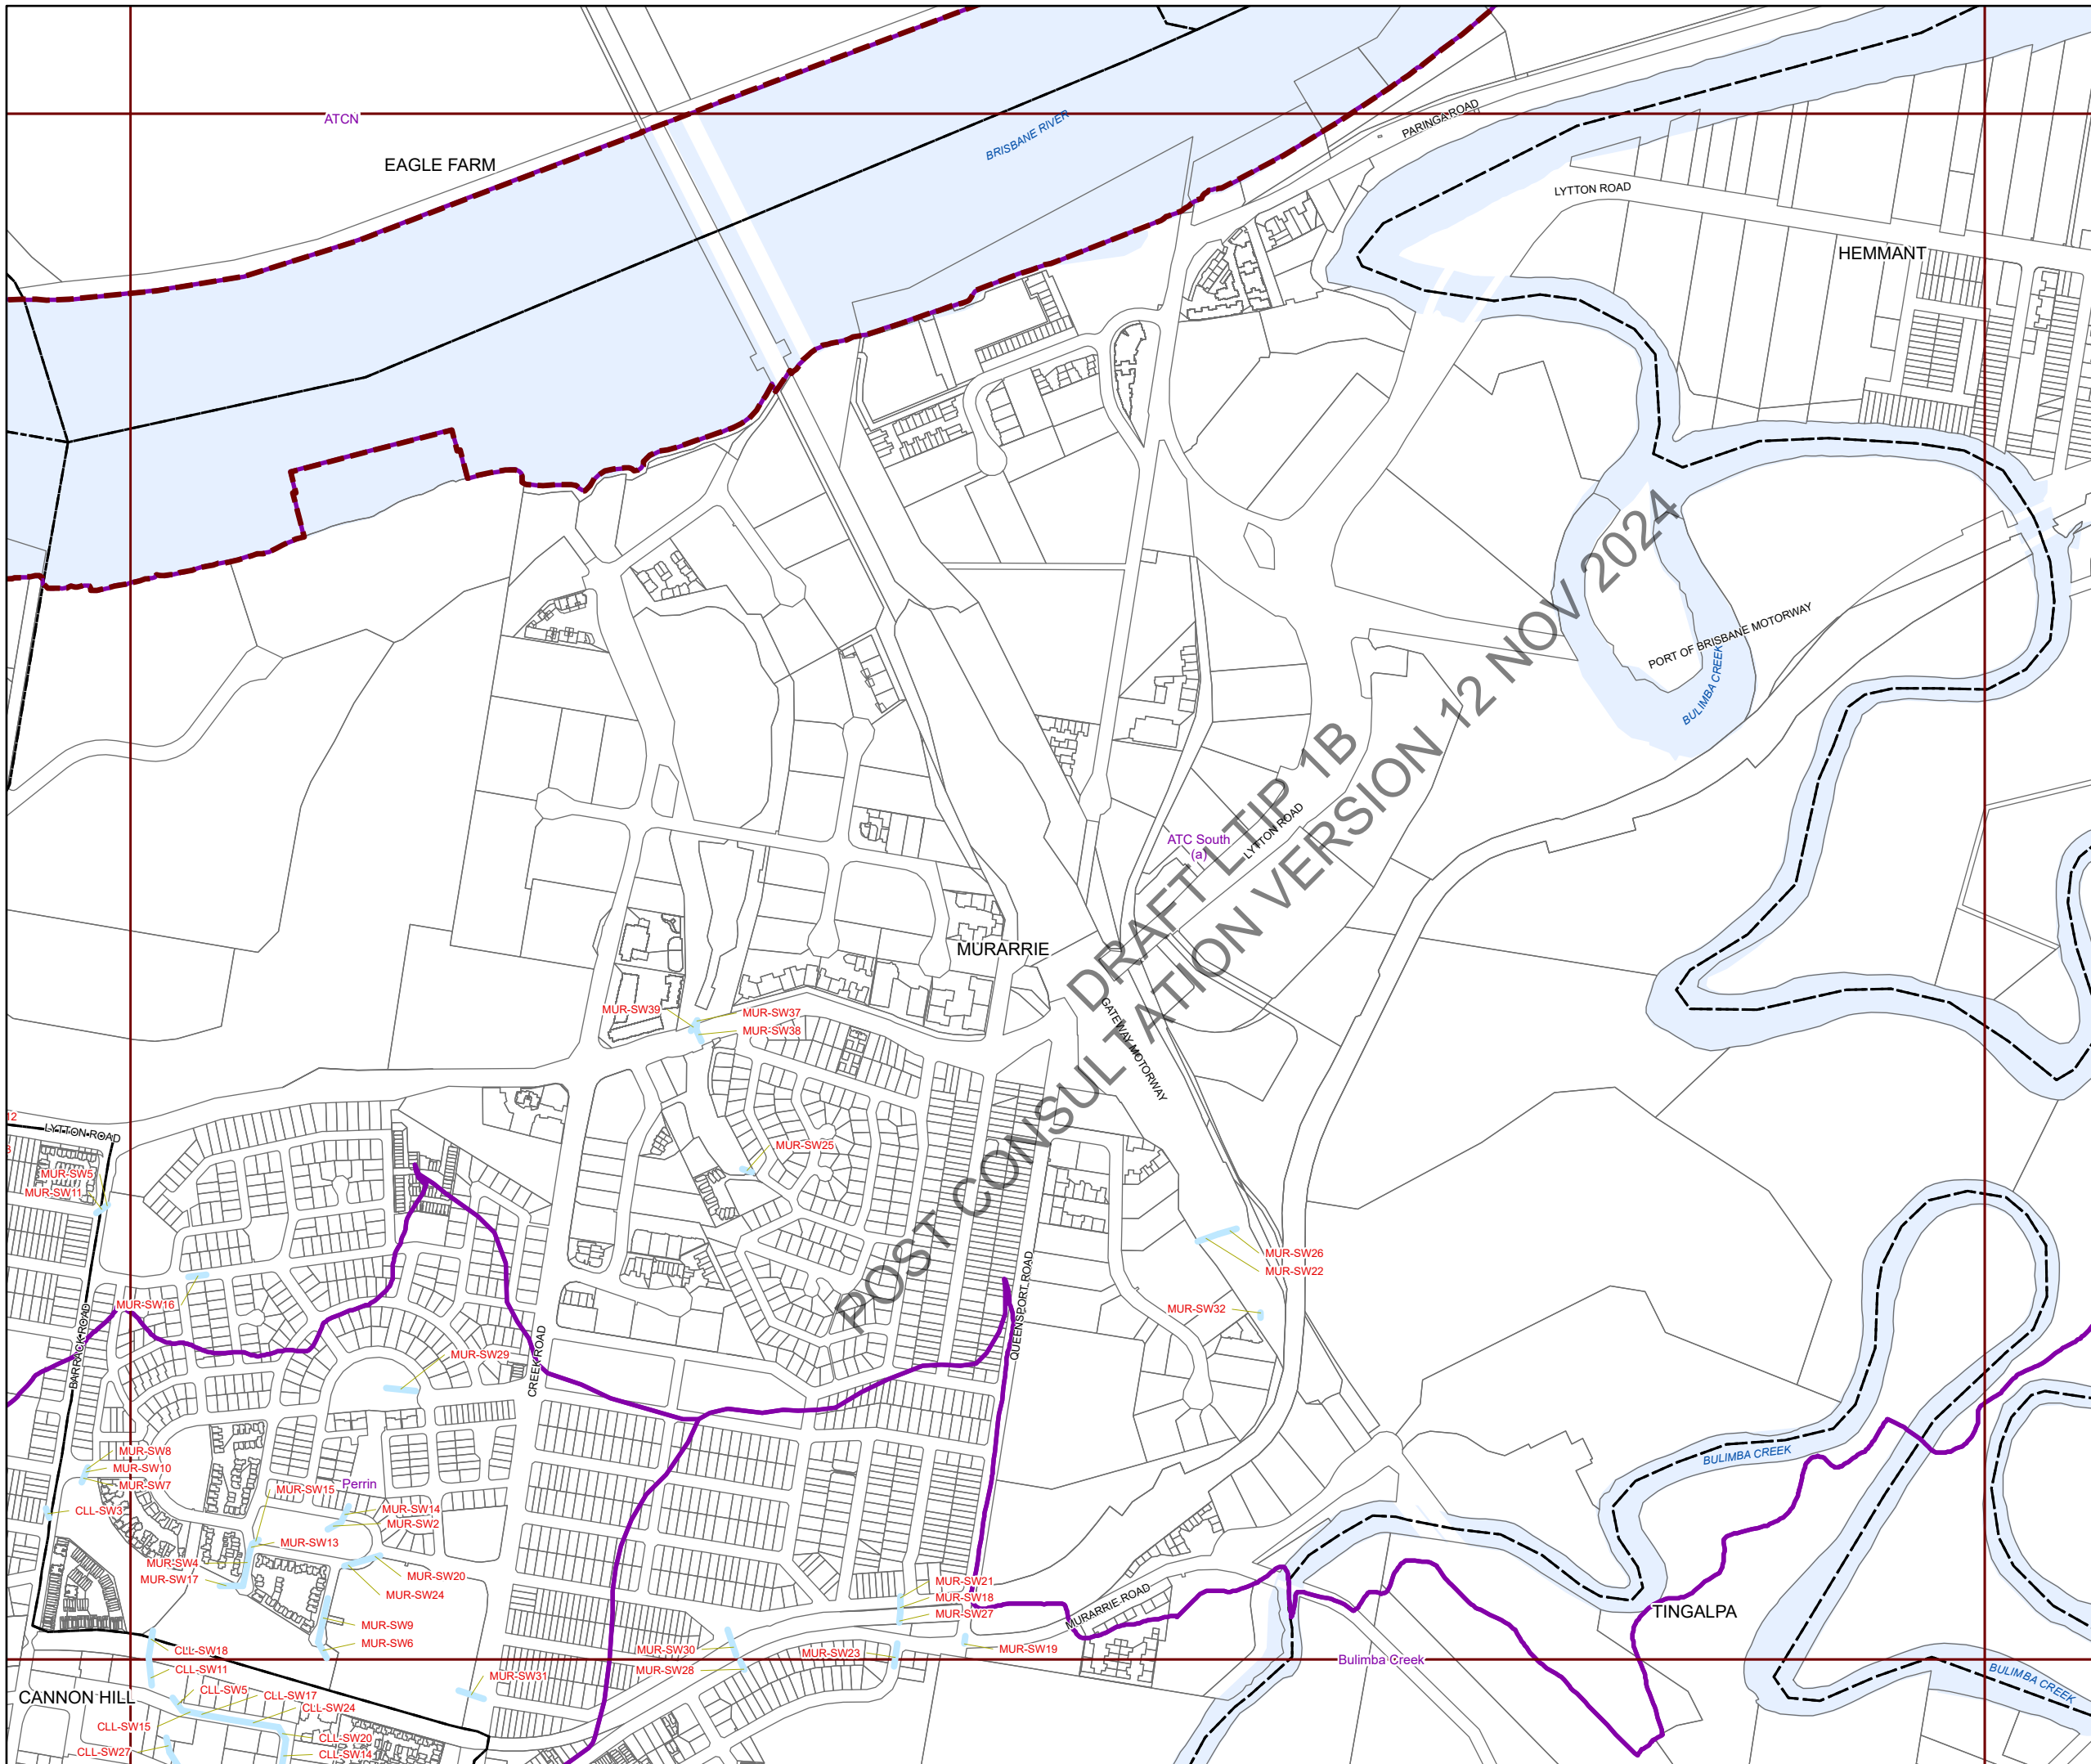 ATCN
EAGLE FARM
BRISBANE RIVER
PARINGA ROAD
LYTTON ROAD
HEMMANT
PORT OF BRISBANE MOTORWAY
BULIMBA CREEK
ATC South
(a)
LYTTON ROAD
DRAFT LTIP 1B
POST CONSULTATION VERSION 12 NOV 2024
MURARRIE
GATEWAY MOTORWAY
MUR-SW39
MUR-SW37
MUR-SW38
12
LYTTON ROAD
3
MUR-SW5
MUR-SW11
MUR-SW25
MUR-SW26
MUR-SW22
MUR-SW16
MUR-SW32
BARRACK ROAD
CREEK ROAD
QUEENSPORT ROAD
MUR-SW29
MUR-SW8
MUR-SW10
MUR-SW7
Perrin
MUR-SW15
CLL-SW3
MUR-SW14
MUR-SW2
MUR-SW13
MUR-SW4
MUR-SW17
MUR-SW20
MUR-SW24
BULIMBA CREEK
MUR-SW21
MUR-SW18
MUR-SW27
MURARRIE ROAD
TINGALPA
MUR-SW9
MUR-SW6
CLL-SW18
CLL-SW11
MUR-SW30
MUR-SW28
MUR-SW23
MUR-SW19
Bulimba Creek
BULIMBA CREEK
MUR-SW31
CANNON HILL
CLL-SW5
CLL-SW17
CLL-SW24
CLL-SW15
CLL-SW20
CLL-SW27
CLL-SW14